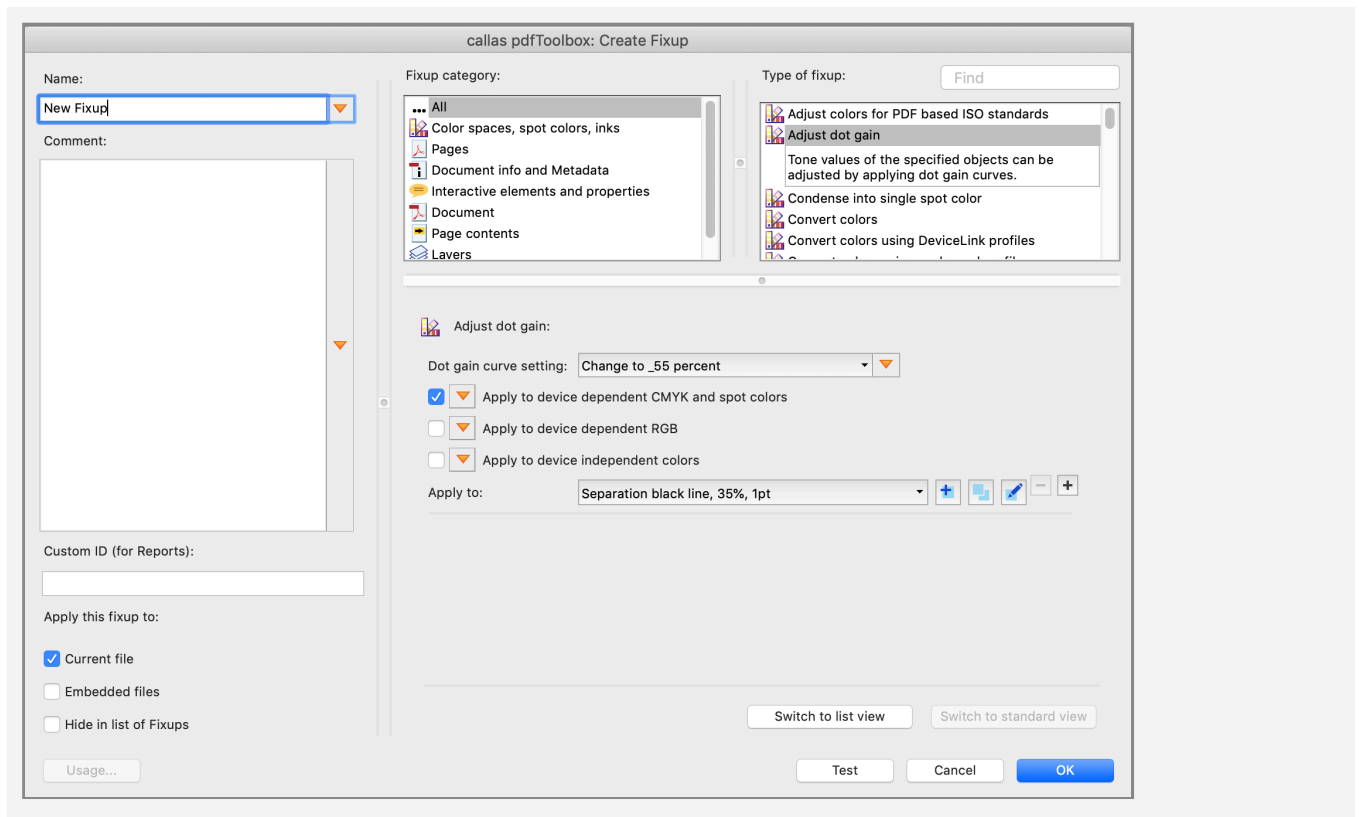 callas pdfToolbox: Create Fixup
Name:
New Fixup
Comment:
Custom ID (for Reports):
Apply this fixup to:
Current file
Embedded files
Hide in list of Fixups
Usage...
Fixup category:
All
Color spaces, spot colors, inks
Pages
Document info and Metadata
Interactive elements and properties
Document
Page contents
Layers
Type of fixup:
Find
Adjust colors for PDF based ISO standards
Adjust dot gain
Tone values of the specified objects can be
adjusted by applying dot gain curves.
Condense into single spot color
Convert colors
Convert colors using DeviceLink profiles
Adjust dot gain:
Dot gain curve setting:
Change to _55 percent
Apply to device dependent CMYK and spot colors
Apply to device dependent RGB
Apply to device independent colors
Apply to:
Separation black line, 35%, 1pt
Switch to list view
Switch to standard view
Test
Cancel
OK